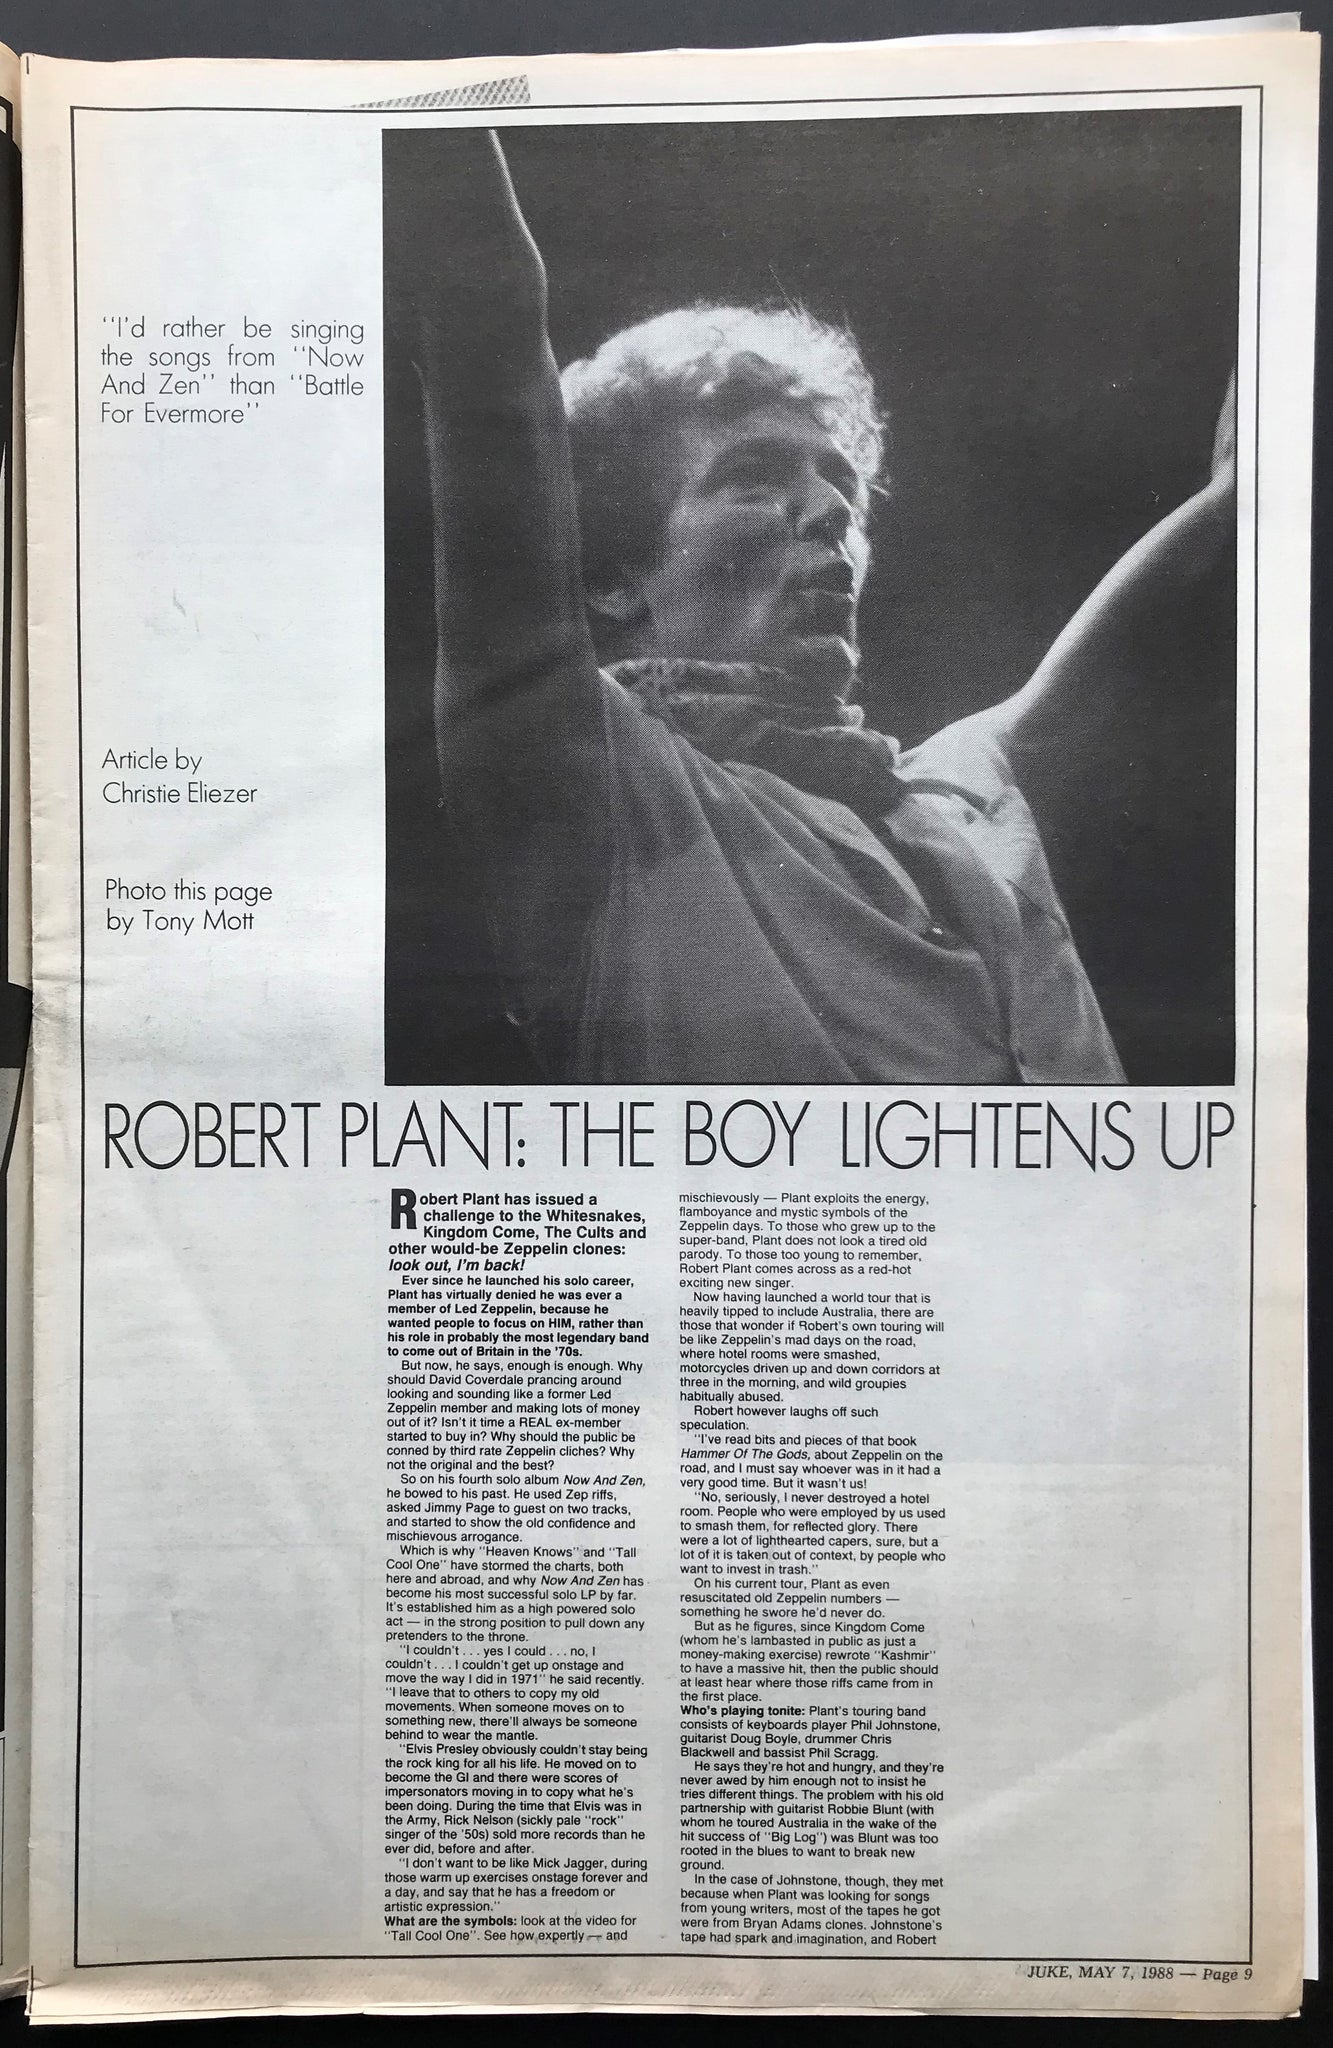 "I'd rather be singing
the songs from "Now
And Zen" than "Battle
For Evermore"
Article by
Christie Eliezer
Photo this page
by Tony Mott
ROBERT PLANT: THE BOY LIGHTENS UP
Robert Plant has issued a
challenge to the Whitesnakes,
Kingdom Come, The Cults and
other would-be Zeppelin clones:
look out, I'm back!
Ever since he launched his solo career,
Plant has virtually denied he was ever a
member of Led Zeppelin, because he
wanted people to focus on HIM, rather than
his role in probably the most legendary band
to come out of Britain in the '70s.
But now, he says, enough is enough. Why
should David Coverdale prancing around
looking and sounding like a former Led
Zeppelin member and making lots of money
out of it? Isn't it time a REAL ex-member
started to buy in? Why should the public be
conned by third rate Zeppelin cliches? Why
not the original and the best?
So on his fourth solo album Now And Zen,
he bowed to his past. He used Zep riffs,
asked Jimmy Page to guest on two tracks,
and started to show the old confidence and
mischievous arrogance.
Which is why "Heaven Knows" and "Tall
Cool One" have stormed the charts, both
here and abroad, and why Now And Zen has
become his most successful solo LP by far.
It's established him as a high powered solo
act — in the strong position to pull down any
pretenders to the throne.
"I couldn't . . . yes I could . . . no, I
couldn't . . . I couldn't get up onstage and
move the way I did in 1971" he said recently.
"I leave that to others to copy my old
movements. When someone moves on to
something new, there'll always be someone
behind to wear the mantle.
"Elvis Presley obviously couldn't stay being
the rock king for all his life. He moved on to
become the GI and there were scores of
impersonators moving in to copy what he's
been doing. During the time that Elvis was in
the Army, Rick Nelson (sickly pale "rock"
singer of the '50s) sold more records than he
ever did, before and after.
"I don't want to be like Mick Jagger, during
those warm up exercises onstage forever and
a day, and say that he has a freedom or
artistic expression."
What are the symbols: look at the video for
"Tall Cool One". See how expertly — and
mischievously — Plant exploits the energy,
flamboyance and mystic symbols of the
Zeppelin days. To those who grew up to the
super-band, Plant does not look a tired old
parody. To those too young to remember,
Robert Plant comes across as a red-hot
exciting new singer.
Now having launched a world tour that is
heavily tipped to include Australia, there are
those that wonder if Robert's own touring will
be like Zeppelin's mad days on the road,
where hotel rooms were smashed,
motorcycles driven up and down corridors at
three in the morning, and wild groupies
habitually abused.
Robert however laughs off such
speculation.
"I've read bits and pieces of that book
Hammer Of The Gods, about Zeppelin on the
road, and I must say whoever was in it had a
very good time. But it wasn't us!
"No, seriously, I never destroyed a hotel
room. People who were employed by us used
to smash them, for reflected glory. There
were a lot of lighthearted capers, sure, but a
lot of it is taken out of context, by people who
want to invest in trash."
On his current tour, Plant as even
resuscitated old Zeppelin numbers —
something he swore he'd never do.
But as he figures, since Kingdom Come
(whom he's lambasted in public as just a
money-making exercise) rewrote "Kashmir"
to have a massive hit, then the public should
at least hear where those riffs came from in
the first place.
Who's playing tonite: Plant's touring band
consists of keyboards player Phil Johnstone,
guitarist Doug Boyle, drummer Chris
Blackwell and bassist Phil Scragg.
He says they're hot and hungry, and they're
never awed by him enough not to insist he
tries different things. The problem with his old
partnership with guitarist Robbie Blunt (with
whom he toured Australia in the wake of the
hit success of "Big Log") was Blunt was too
rooted in the blues to want to break new
ground.
In the case of Johnstone, though, they met
because when Plant was looking for songs
from young writers, most of the tapes he got
were from Bryan Adams clones. Johnstone's
tape had spark and imagination, and Robert
JUKE, MAY 7, 1988 — Page 9